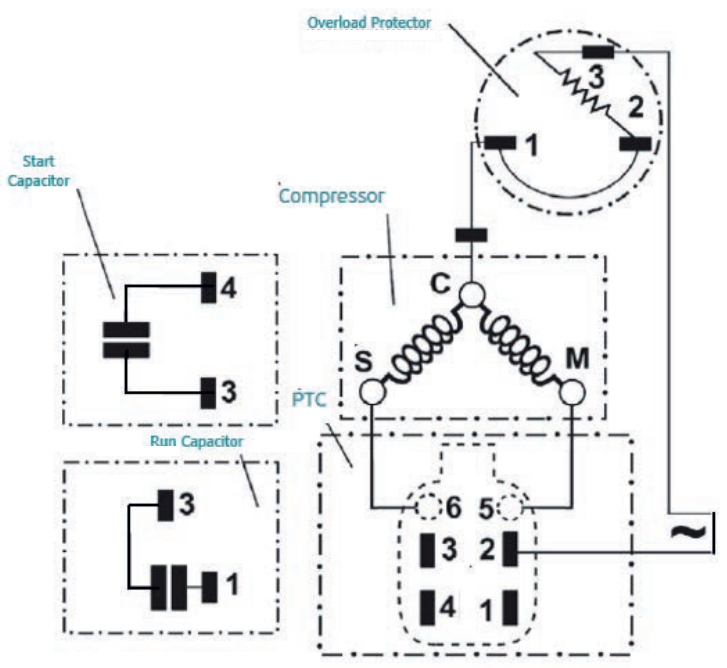 Overload Protector
3
2
1
Start
Capacitor
Compressor
C
S
M
4
3
PTC
Run Capacitor
3
1
6 5
3 2
4 1
~